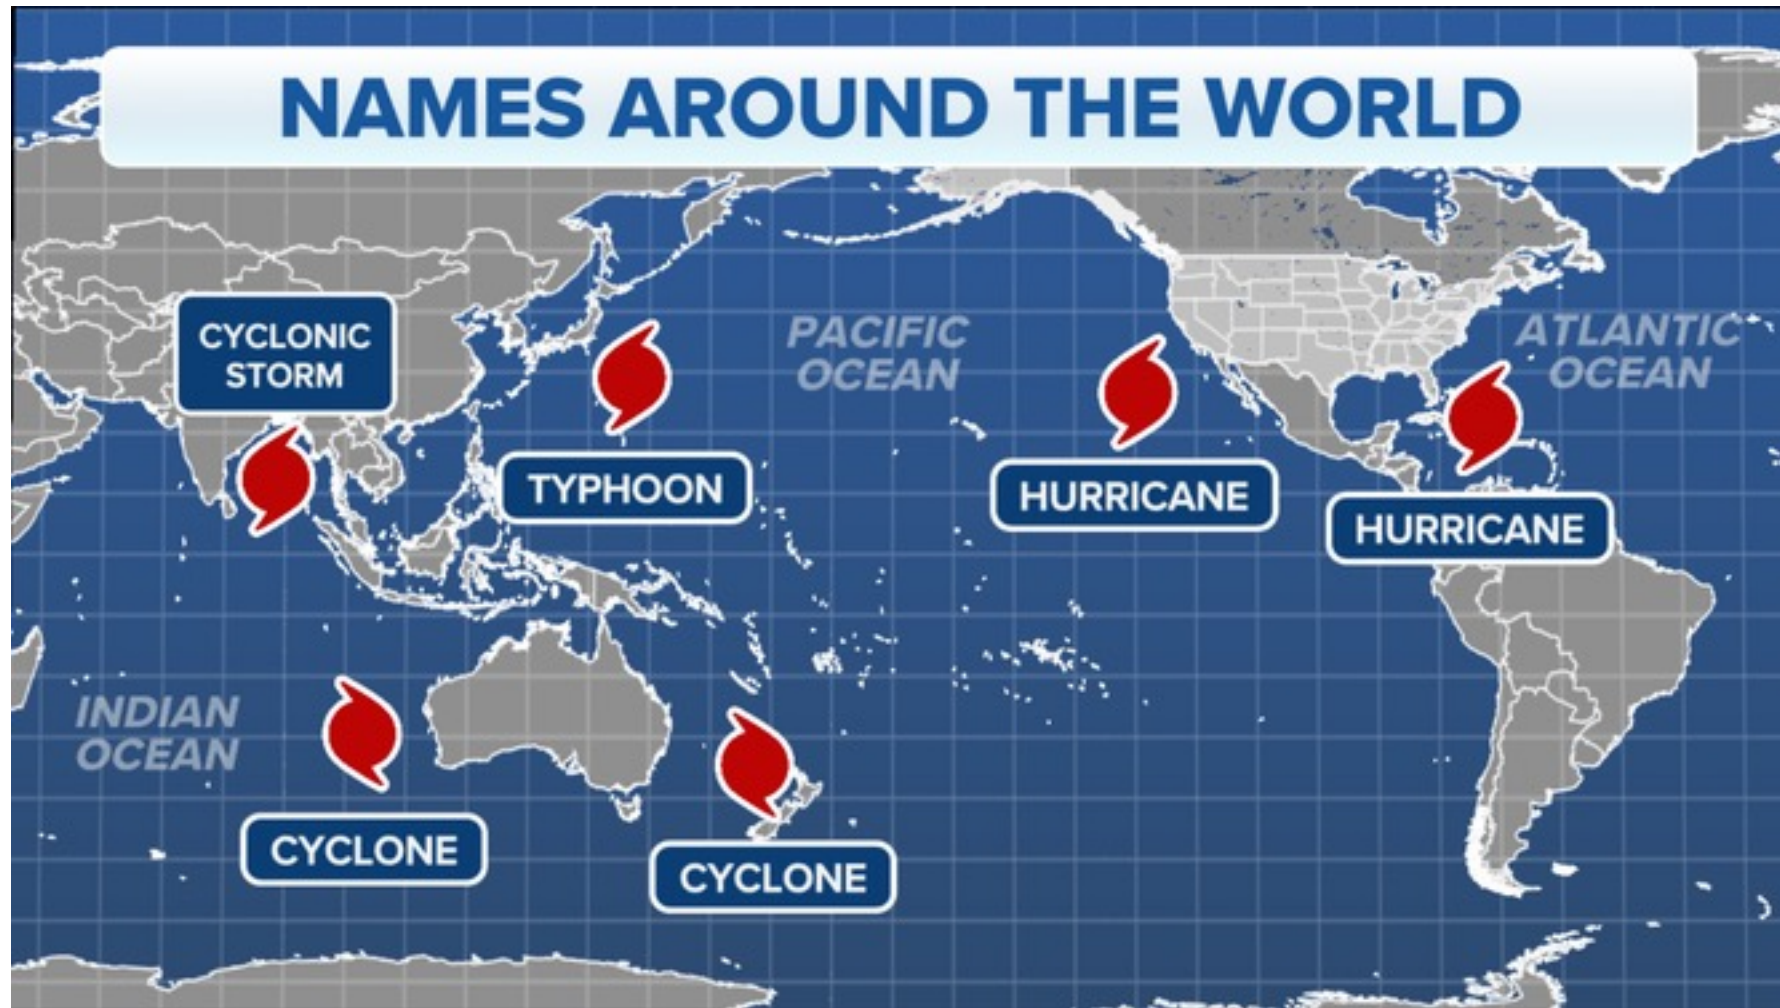 NAMES AROUND THE WORLD
CYCLONIC
STORM
PACIFIC
OCEAN
ATLANTIC
OCEAN
TYPHOON
HURRICANE
HURRICANE
INDIAN
OCEAN
CYCLONE
CYCLONE